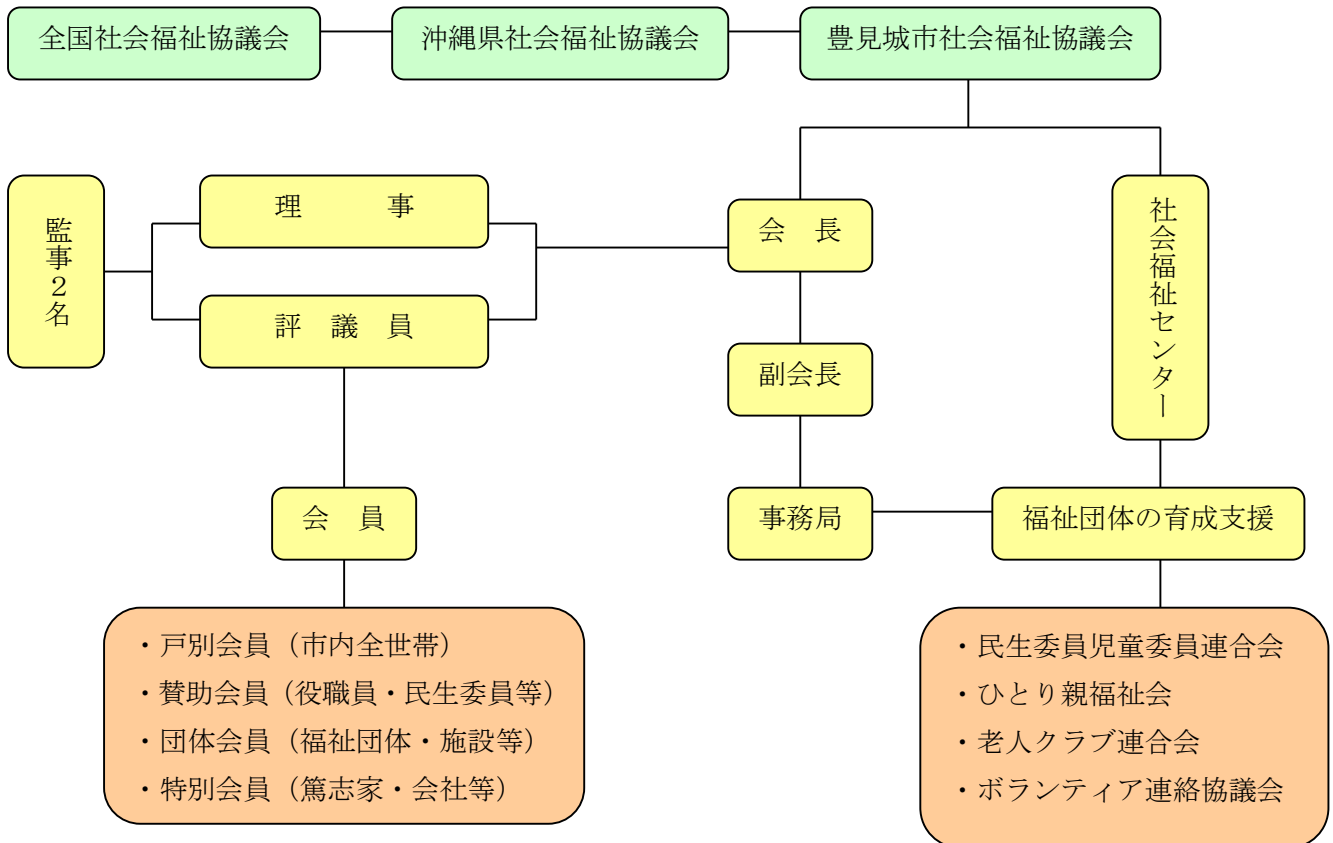 全国社会福祉協議会
沖縄県社会福祉協議会
豊見城市社会福祉協議会
監事2名
理　　　事
評　議　員
会　長
副会長
社会福祉センター
会　員
事務局
福祉団体の育成支援
・戸別会員（市内全世帯）
・賛助会員（役職員・民生委員等）
・団体会員（福祉団体・施設等）
・特別会員（篤志家・会社等）
・民生委員児童委員連合会
・ひとり親福祉会
・老人クラブ連合会
・ボランティア連絡協議会